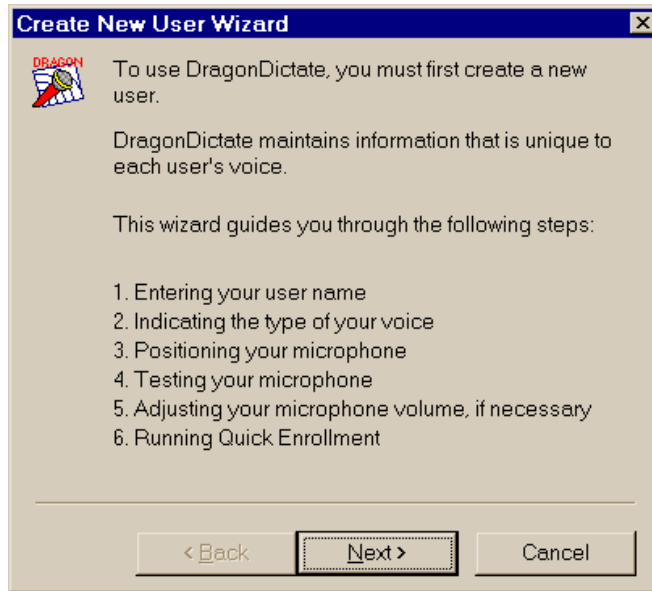 Create New User Wizard
DRAGON
To use DragonDictate, you must first create a new
user.
DragonDictate maintains information that is unique to
each user's voice.
This wizard guides you through the following steps:
1. Entering your user name
2. Indicating the type of your voice
3. Positioning your microphone
4. Testing your microphone
5. Adjusting your microphone volume, if necessary
6. Running Quick Enrollment
< Back
Next >
Cancel